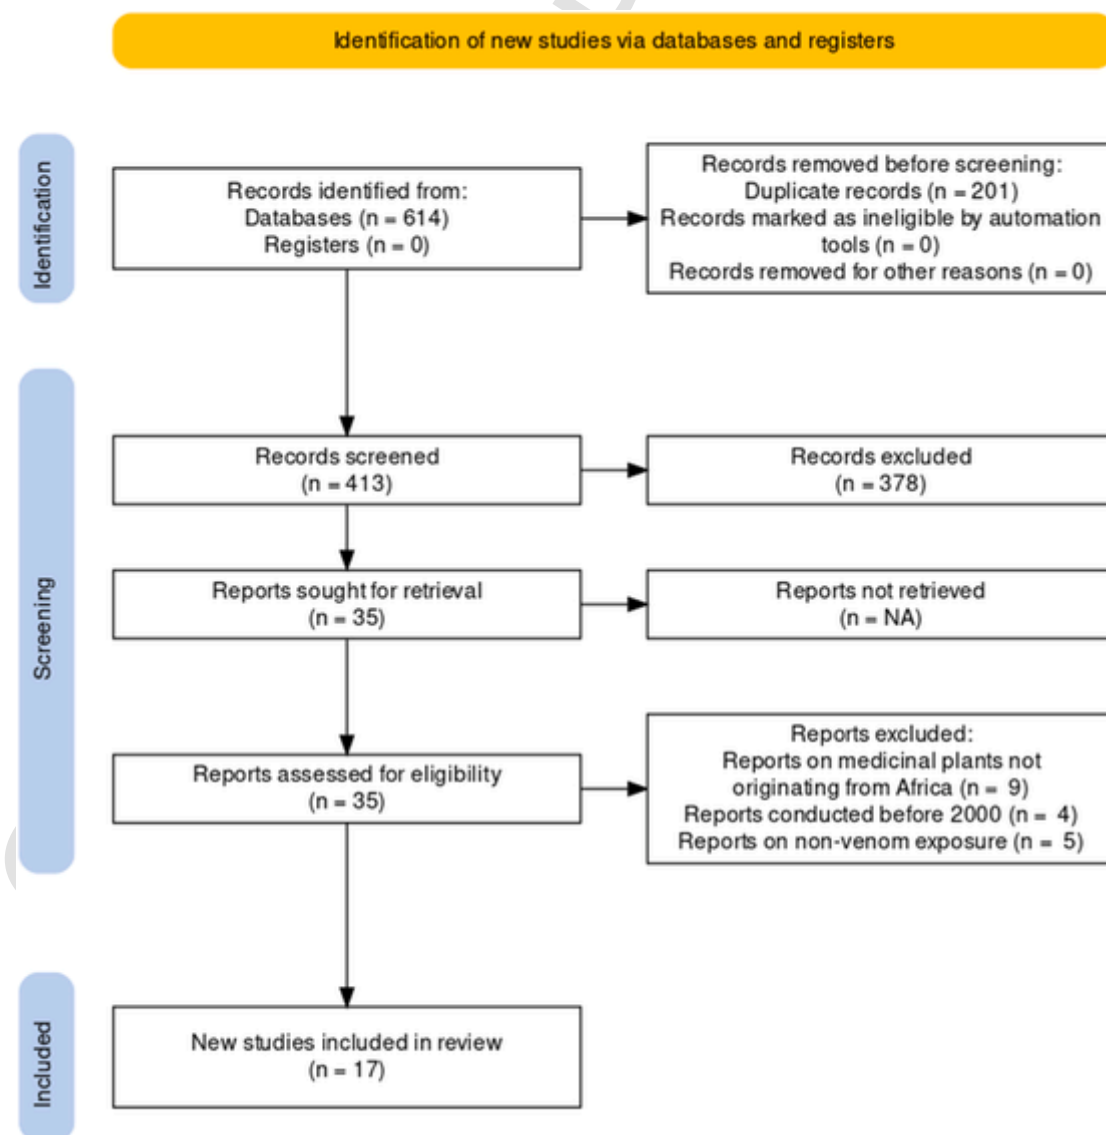 Identification of new studies via databases and registers
Identification
Records identified from:
Databases (n = 614)
Registers (n = 0)
Records removed before screening:
Duplicate records (n = 201)
Records marked as ineligible by automation
tools (n = 0)
Records removed for other reasons (n = 0)
Screening
Records screened
(n = 413)
Records excluded
(n = 378)
Reports sought for retrieval
(n = 35)
Reports not retrieved
(n = NA)
Reports assessed for eligibility
(n = 35)
Reports excluded:
Reports on medicinal plants not
originating from Africa (n = 9)
Reports conducted before 2000 (n = 4)
Reports on non-venom exposure (n = 5)
Included
New studies included in review
(n = 17)